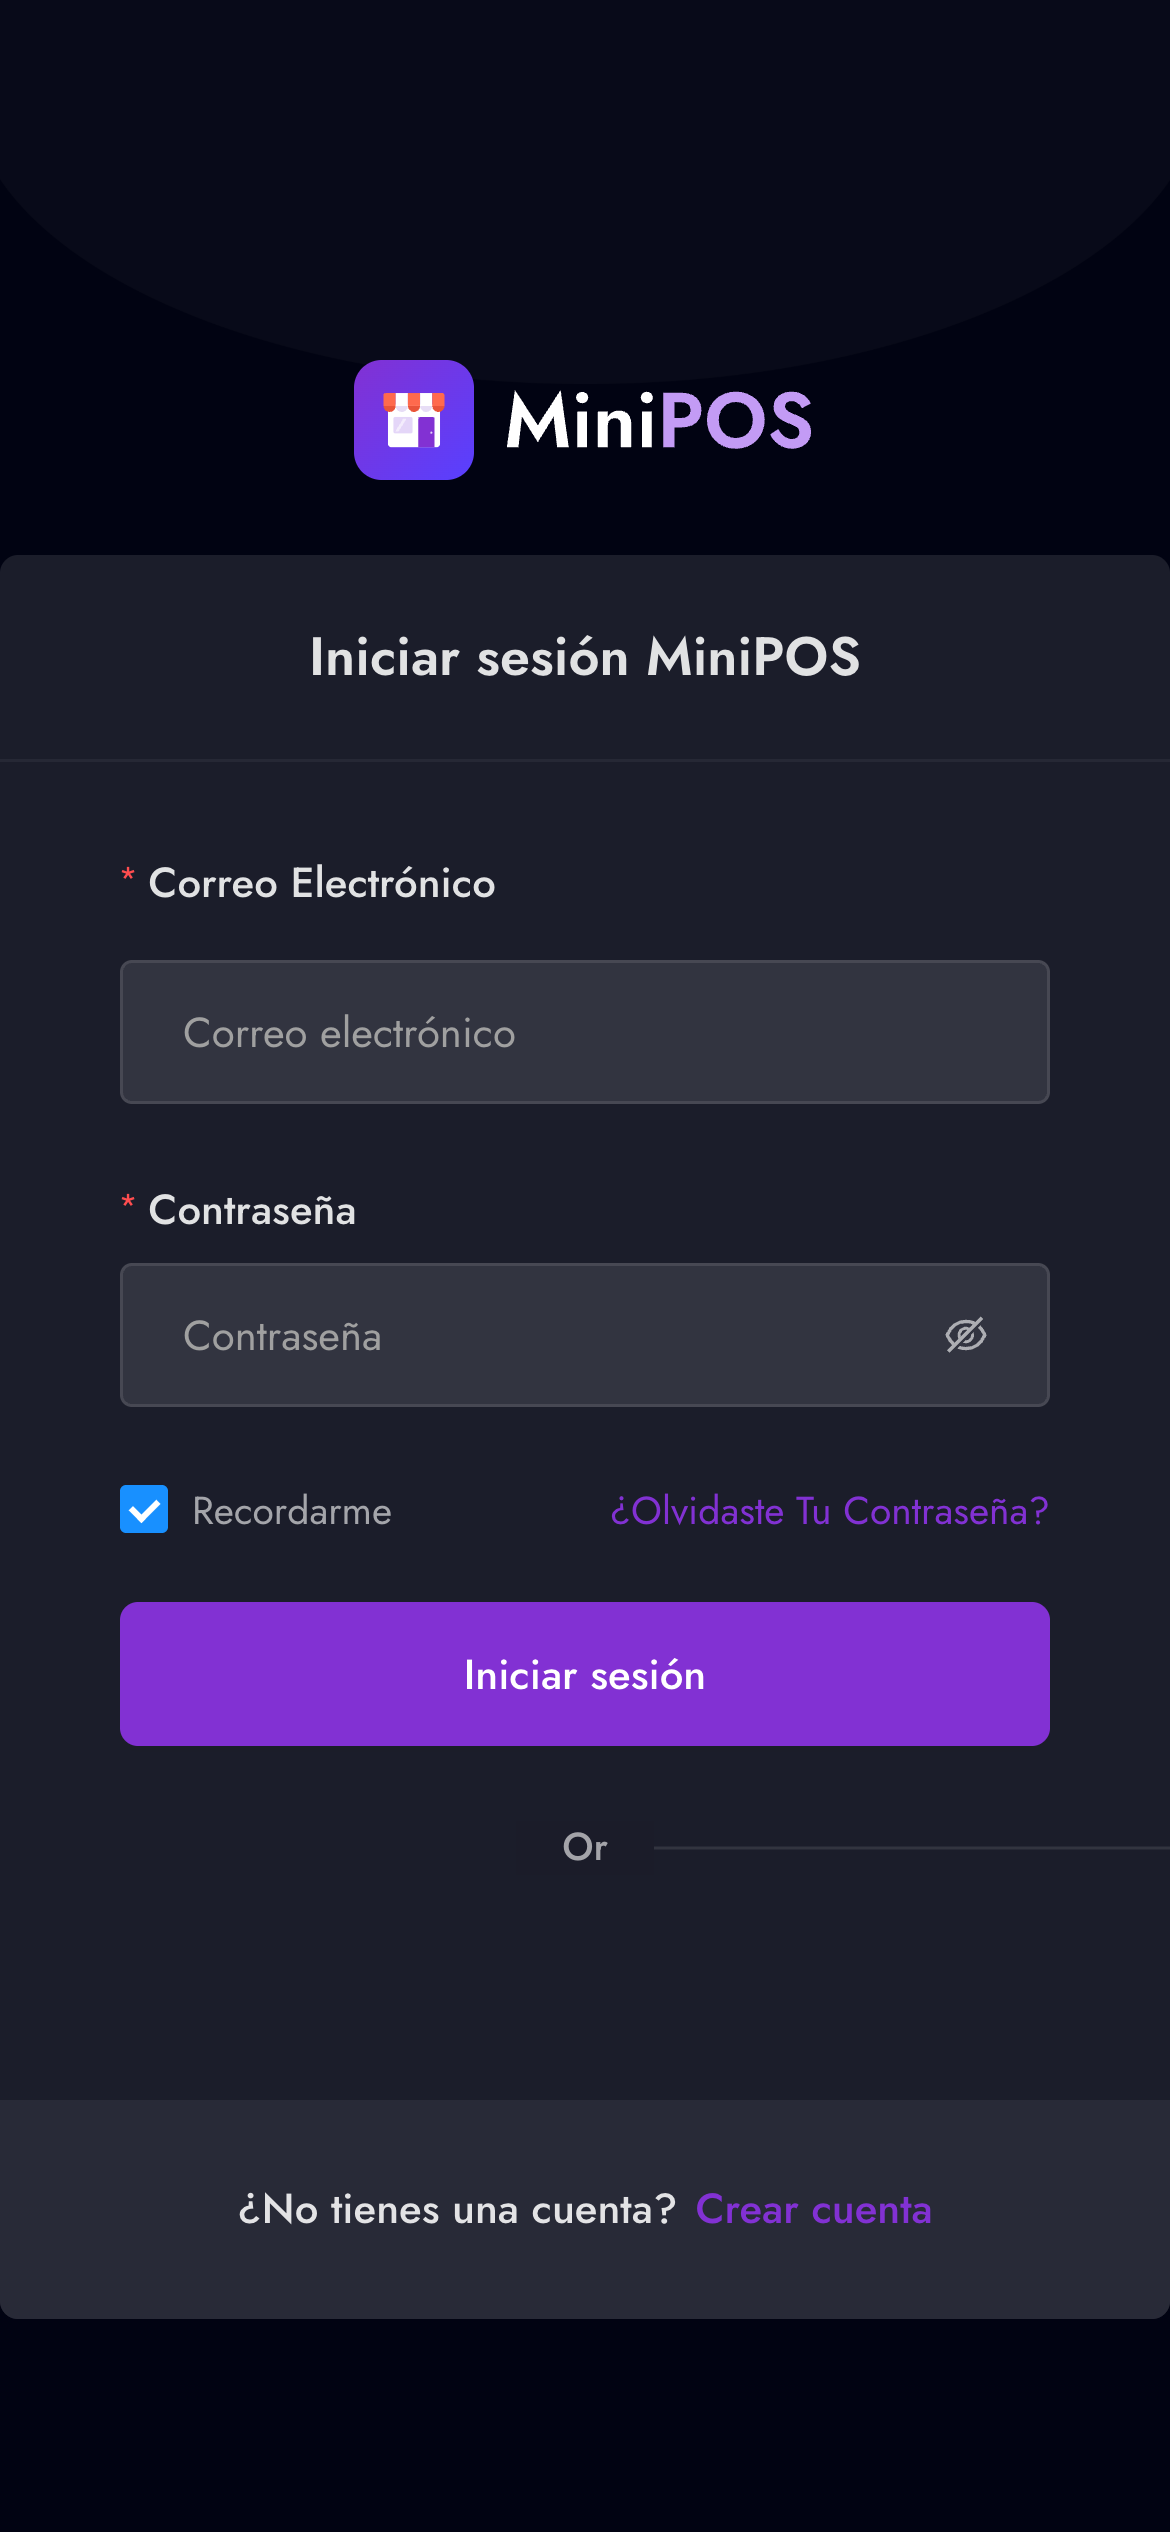 MiniPOS
Iniciar sesión MiniPOS
* Correo Electrónico
Correo electrónico
* Contraseña
Contraseña
Recordarme ¿Olvidaste Tu Contraseña?
Iniciar sesión
Or
¿No tienes una cuenta? Crear cuenta